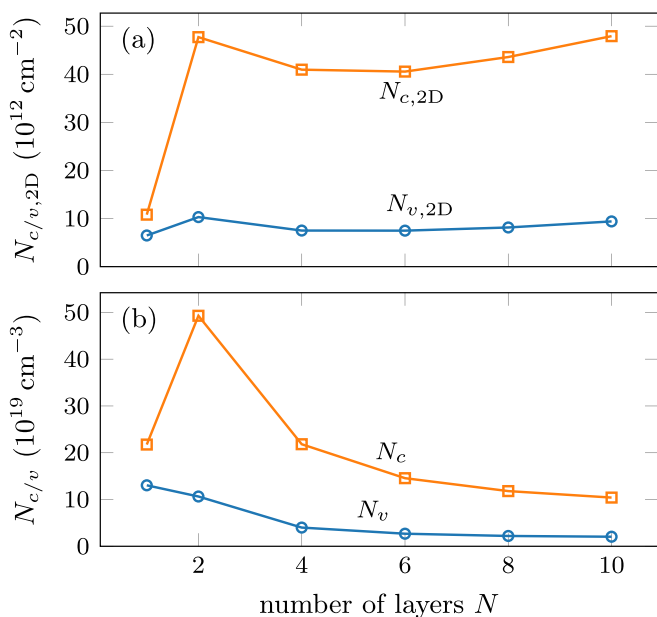 50
40
30
20
10
0
N_{c/v,2D} (10^{12} cm^{−2})
(a)
N_{c,2D}
N_{v,2D}
50
40
30
20
10
0
N_{c/v} (10^{19} cm^{−3})
(b)
N_c
N_v
2 4 6 8 10
number of layers N